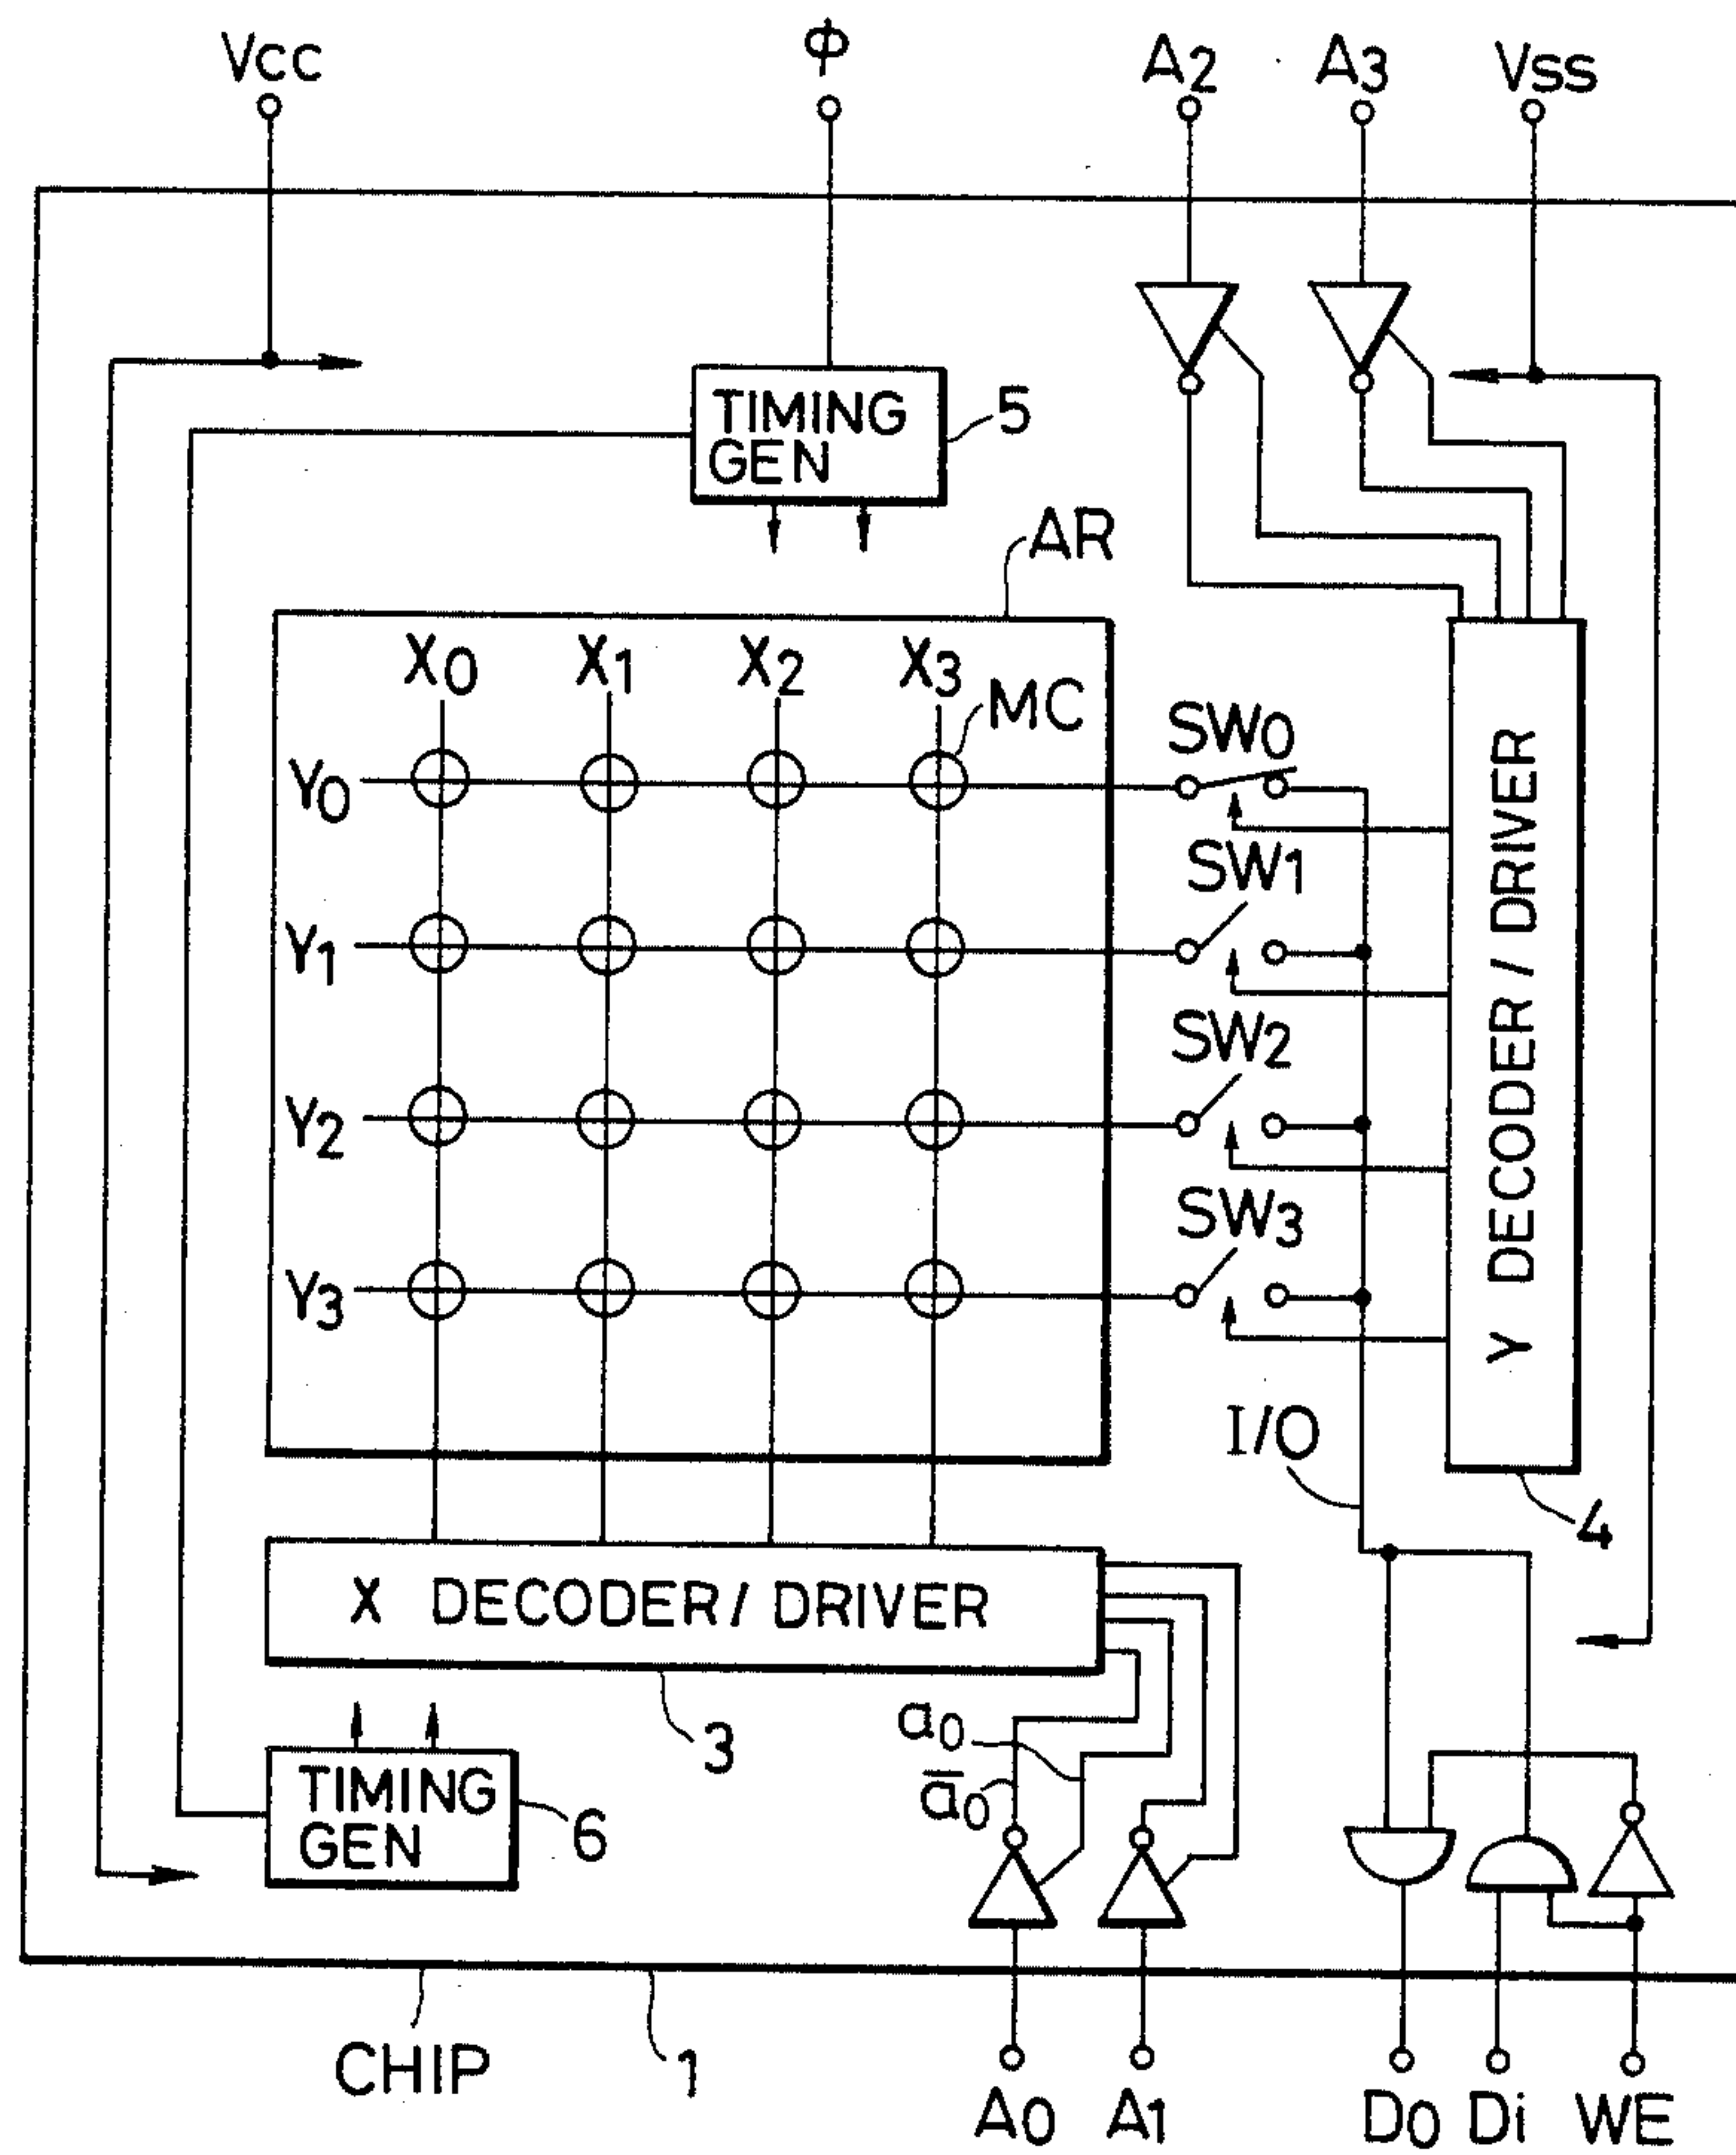 Vcc
Φ
A2
A3
Vss
TIMING
GEN
5
AR
X0
X1
X2
X3
MC
SW0
Y0
SW1
Y1
SW2
Y2
SW3
Y3
Y DECODER / DRIVER
I/O
4
X DECODER / DRIVER
3
a0
a̅0
TIMING
GEN
6
CHIP
1
A0
A1
D0
Di
WE